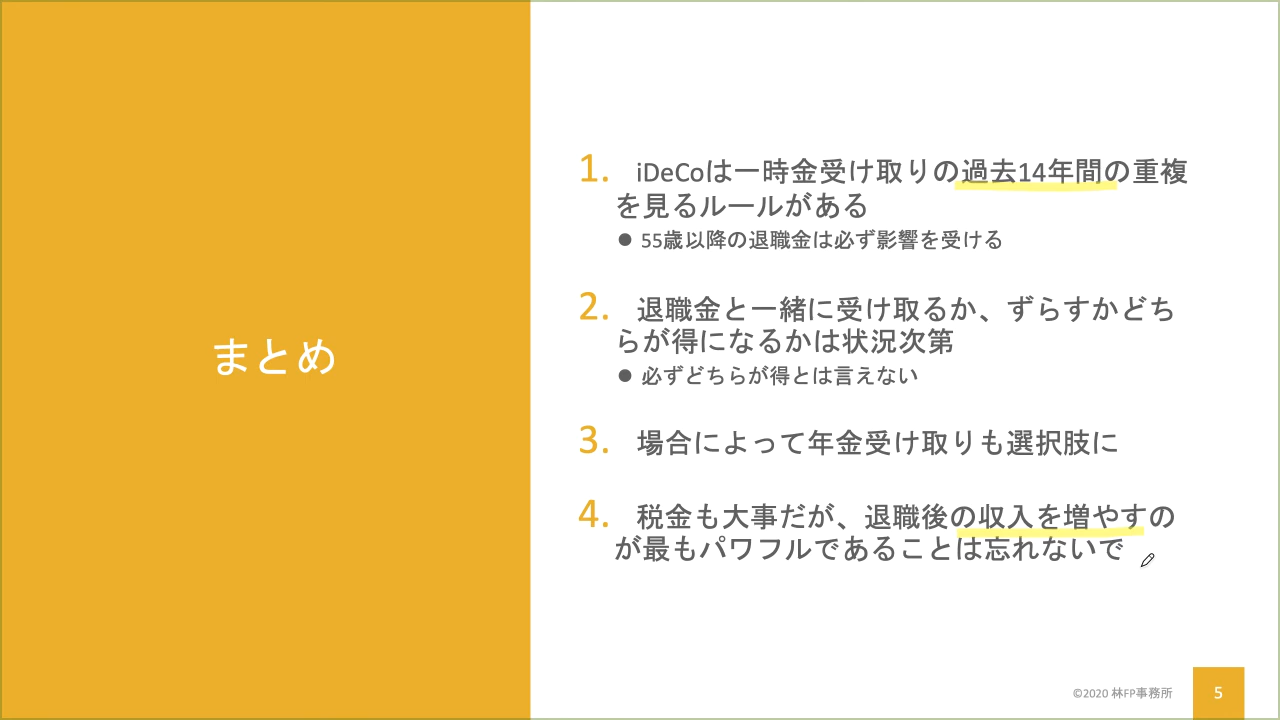 まとめ
1. iDeCoは一時金受け取りの過去14年間の重複
を見るルールがある
● 55歳以降の退職金は必ず影響を受ける
2. 退職金と一緒に受け取るか、ずらすかどち
らが得になるかは状況次第
● 必ずどちらが得とは言えない
3. 場合によって年金受け取りも選択肢に
4. 税金も大事だが、退職後の収入を増やすの
が最もパワフルであることは忘れないで
©2020 林FP事務所
5